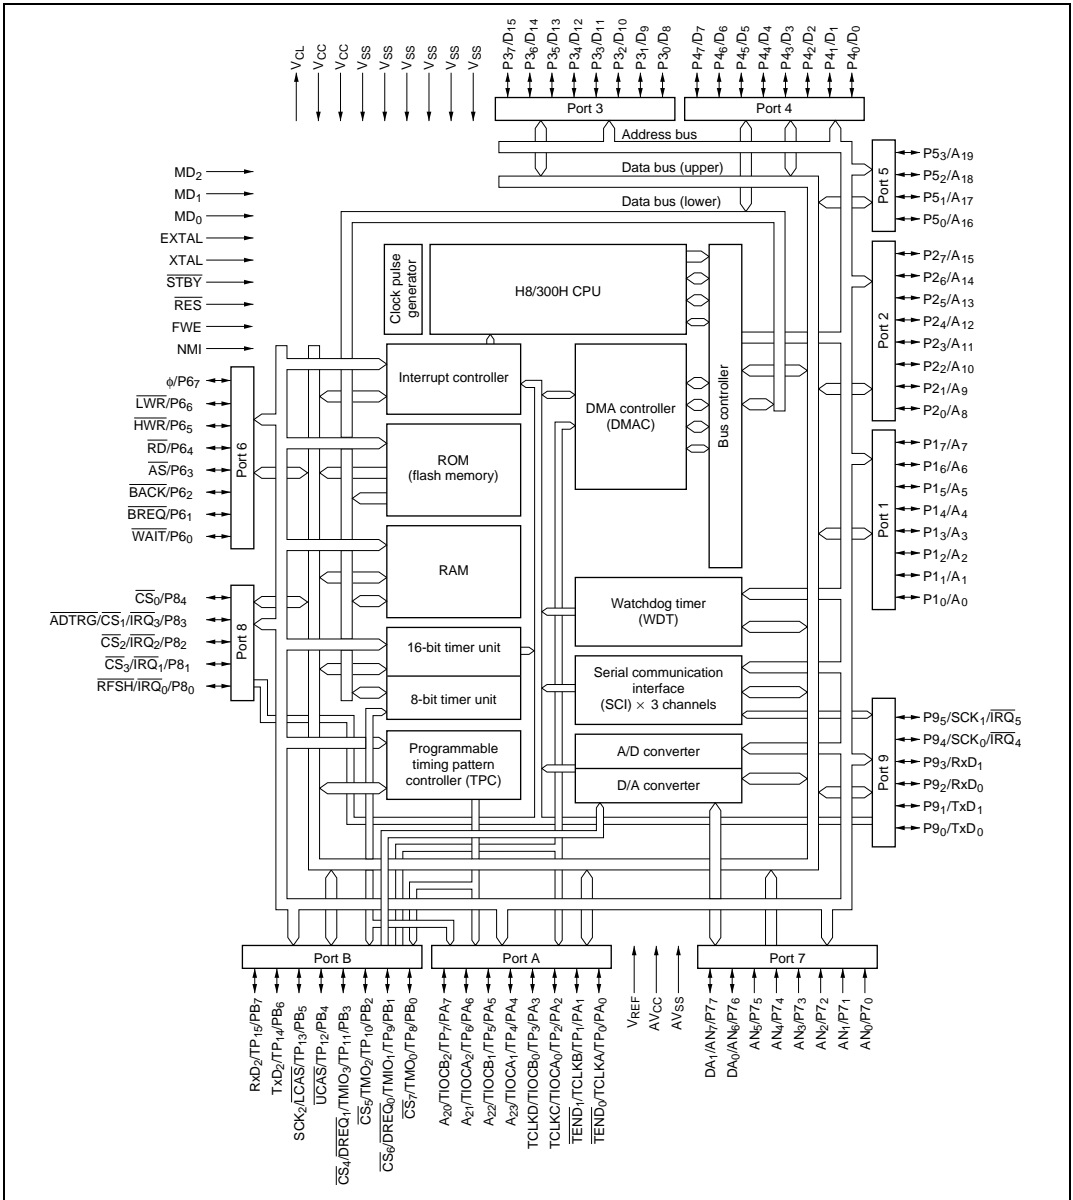 VCL
VCC
VCC
VSS
VSS
VSS
VSS
VSS
VSS
P37/D15
P36/D14
P35/D13
P34/D12
P33/D11
P32/D10
P31/D9
P30/D8
P47/D7
P46/D6
P45/D5
P44/D4
P43/D3
P42/D2
P41/D1
P40/D0
Port 3
Port 4
Address bus
Data bus (upper)
Data bus (lower)
MD2
MD1
MD0
EXTAL
XTAL
STBY
RES
FWE
NMI
φ/P67
LWR/P66
HWR/P65
RD/P64
AS/P63
BACK/P62
BREQ/P61
WAIT/P60
Port 6
CS0/P84
ADTRG/CS1/IRQ3/P83
CS2/IRQ2/P82
CS3/IRQ1/P81
RFSH/IRQ0/P80
Port 8
Clock pulse
generator
H8/300H CPU
Interrupt controller
ROM
(flash memory)
RAM
16-bit timer unit
8-bit timer unit
Programmable
timing pattern
controller (TPC)
DMA controller
(DMAC)
Bus controller
Watchdog timer
(WDT)
Serial communication
interface
(SCI) × 3 channels
A/D converter
D/A converter
Port 5
P53/A19
P52/A18
P51/A17
P50/A16
Port 2
P27/A15
P26/A14
P25/A13
P24/A12
P23/A11
P22/A10
P21/A9
P20/A8
Port 1
P17/A7
P16/A6
P15/A5
P14/A4
P13/A3
P12/A2
P11/A1
P10/A0
Port 9
P95/SCK1/IRQ5
P94/SCK0/IRQ4
P93/RxD1
P92/RxD0
P91/TxD1
P90/TxD0
Port B
Port A
Port 7
RxD2/TP15/PB7
TxD2/TP14/PB6
SCK2/LCAS/TP13/PB5
UCAS/TP12/PB4
CS4/DREQ1/TMIO3/TP11/PB3
CS5/TMO2/TP10/PB2
CS6/DREQ0/TMIO1/TP9/PB1
CS7/TMO0/TP8/PB0
A20/TIOCB2/TP7/PA7
A21/TIOCA2/TP6/PA6
A22/TIOCB1/TP5/PA5
A23/TIOCA1/TP4/PA4
TCLKD/TIOCB0/TP3/PA3
TCLKC/TIOCA0/TP2/PA2
TEND1/TCLKB/TP1/PA1
TEND0/TCLKA/TP0/PA0
VREF
AVCC
AVSS
DA1/AN7/P77
DA0/AN6/P76
AN5/P75
AN4/P74
AN3/P73
AN2/P72
AN1/P71
AN0/P70